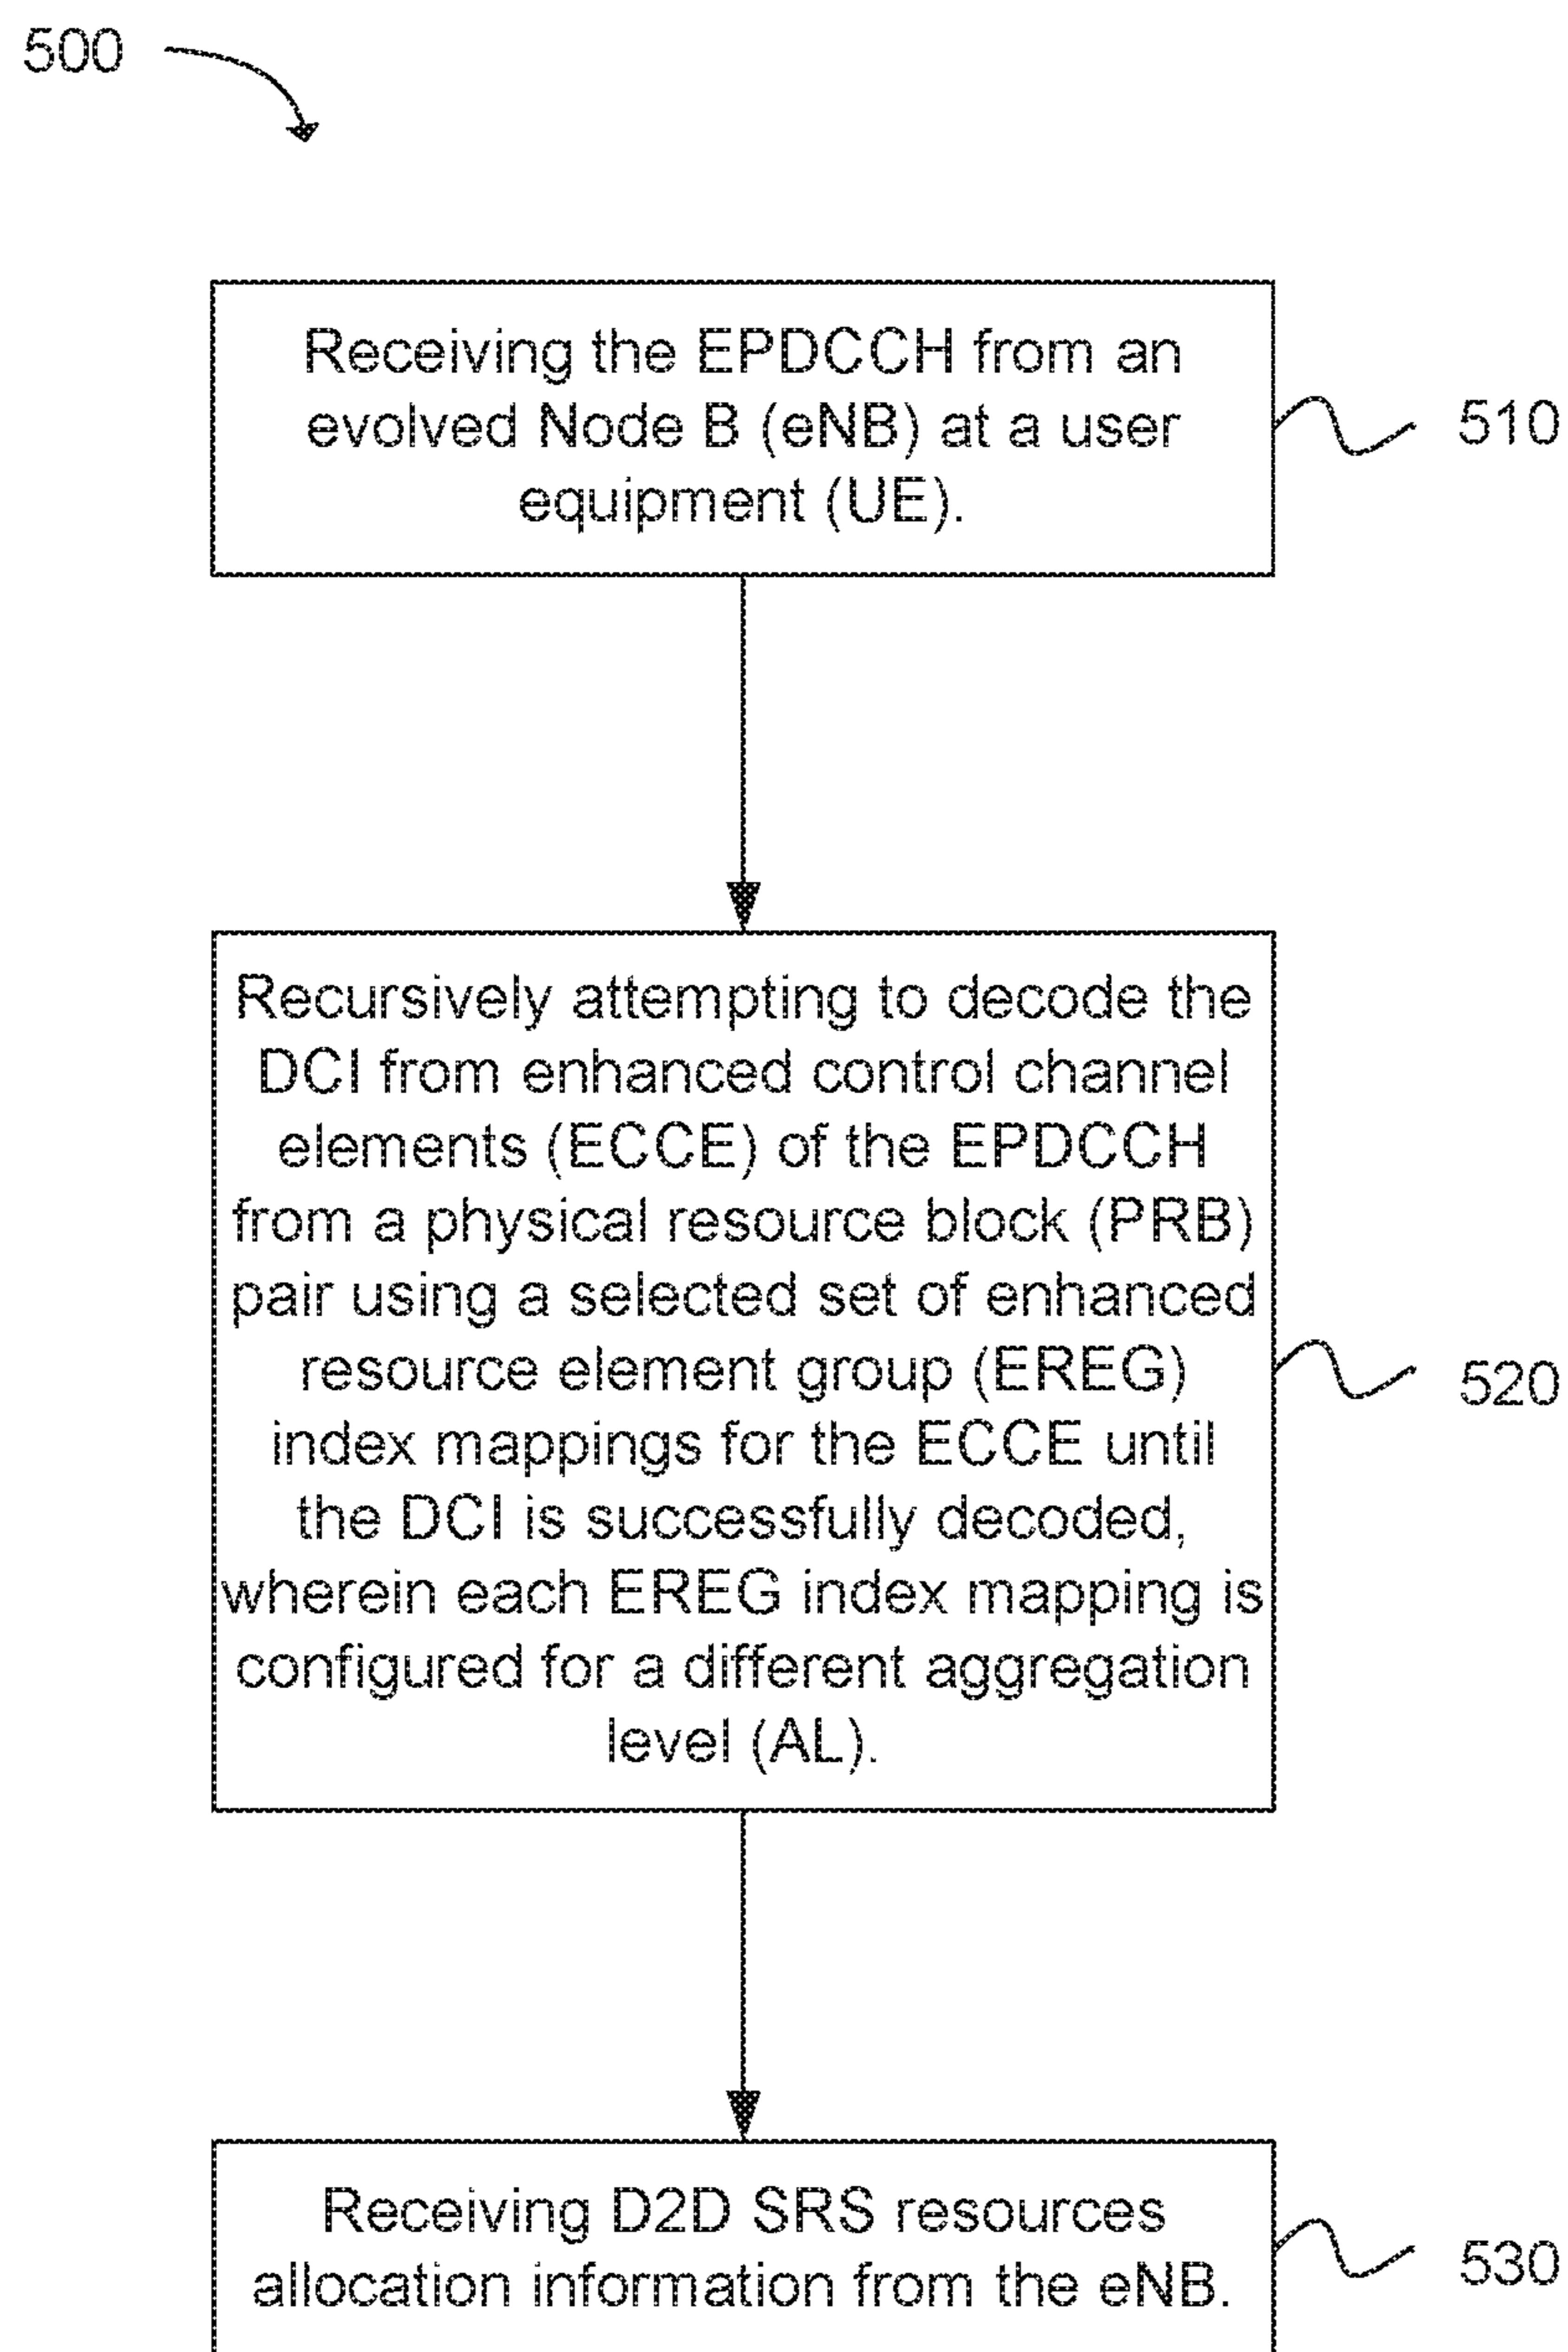 500
Receiving the EPDCCH from an
evolved Node B (eNB) at a user
equipment (UE).
510
Recursively attempting to decode the
DCI from enhanced control channel
elements (ECCE) of the EPDCCH
from a physical resource block (PRB)
pair using a selected set of enhanced
resource element group (EREG)
index mappings for the ECCE until
the DCI is successfully decoded,
wherein each EREG index mapping is
configured for a different aggregation
level (AL).
520
Receiving D2D SRS resources
allocation information from the eNB.
530